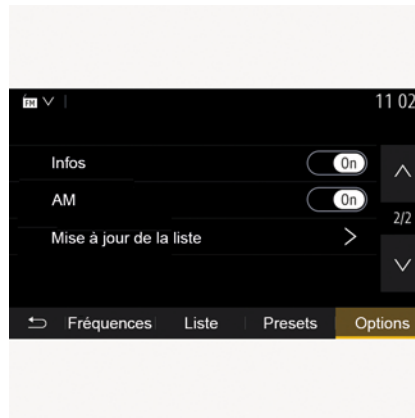 FM 11 02
Infos On
AM On
2/2
Mise à jour de la liste
Fréquences Liste Presets Options